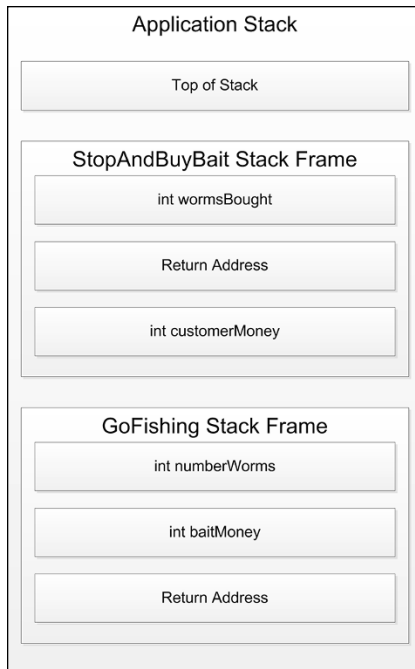 Application Stack
Top of Stack
StopAndBuyBait Stack Frame
int wormsBought
Return Address
int customerMoney
GoFishing Stack Frame
int numberWorms
int baitMoney
Return Address